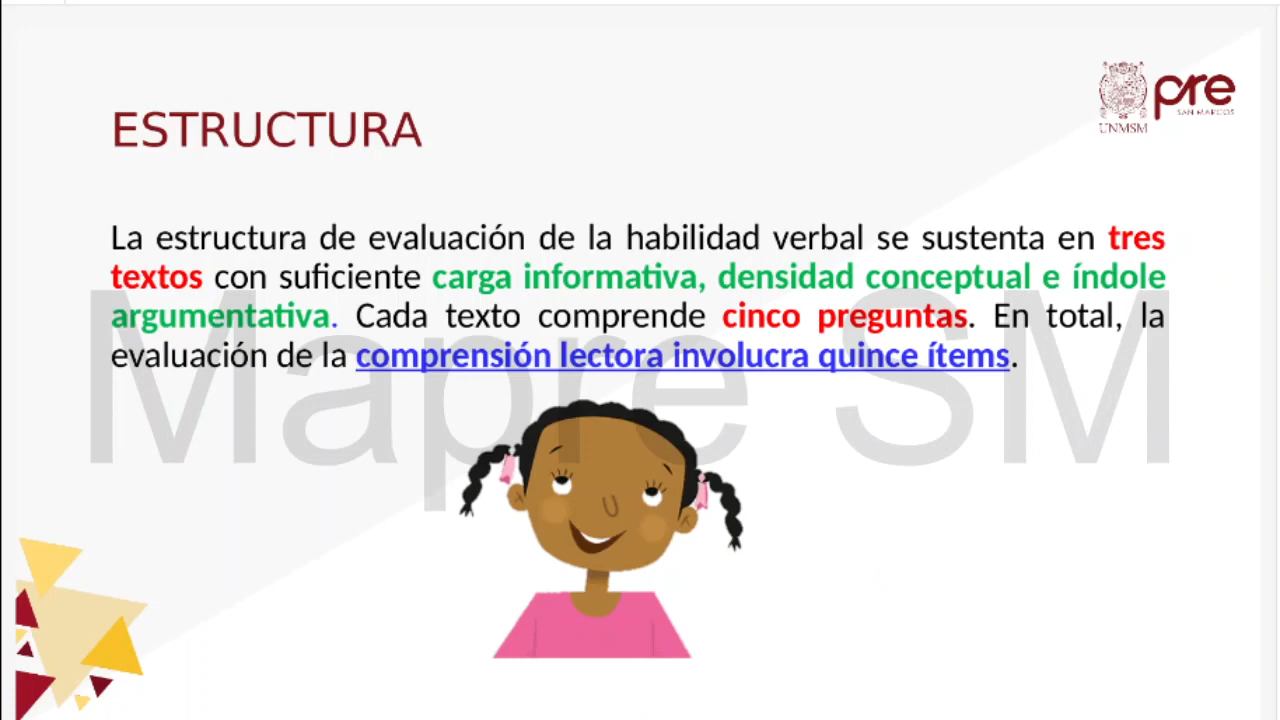 pre
SAN MARCOS
UNMSM
ESTRUCTURA
La estructura de evaluación de la habilidad verbal se sustenta en tres
textos con suficiente carga informativa, densidad conceptual e índole
argumentativa. Cada texto comprende cinco preguntas. En total, la
evaluación de la comprensión lectora involucra quince ítems.
Mapre SM